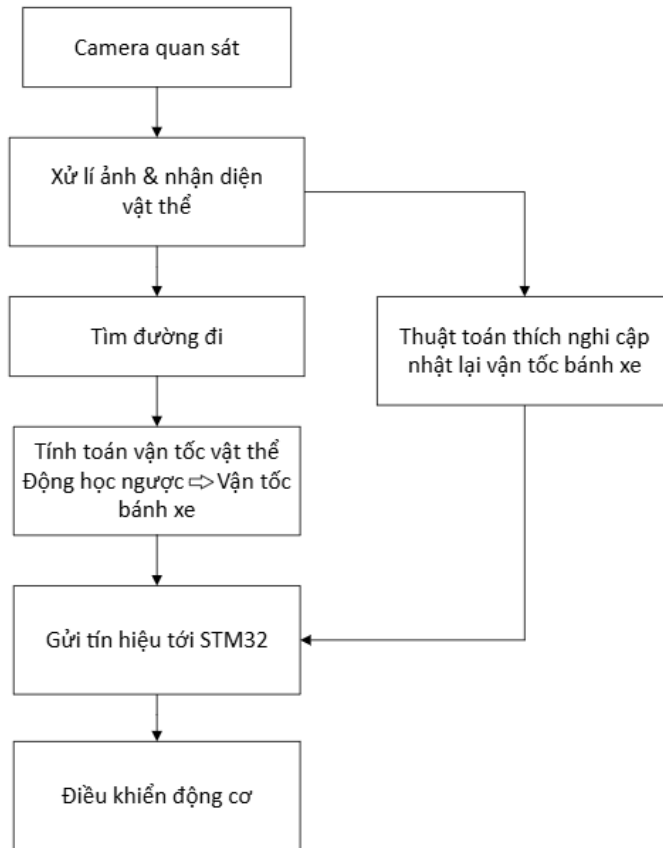 Camera quan sát
Xử lí ảnh & nhận diện
vật thể
Tìm đường đi
Thuật toán thích nghi cập
nhật lại vận tốc bánh xe
Tính toán vận tốc vật thể
Động học ngược ⇨ Vận tốc
bánh xe
Gửi tín hiệu tới STM32
Điều khiển động cơ